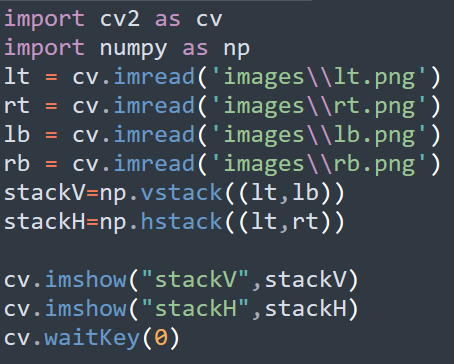 import cv2 as cv
import numpy as np
lt = cv.imread('images\\lt.png')
rt = cv.imread('images\\rt.png')
lb = cv.imread('images\\lb.png')
rb = cv.imread('images\\rb.png')
stackV=np.vstack((lt,lb))
stackH=np.hstack((lt,rt))
cv.imshow("stackV",stackV)
cv.imshow("stackH",stackH)
cv.waitKey(0)